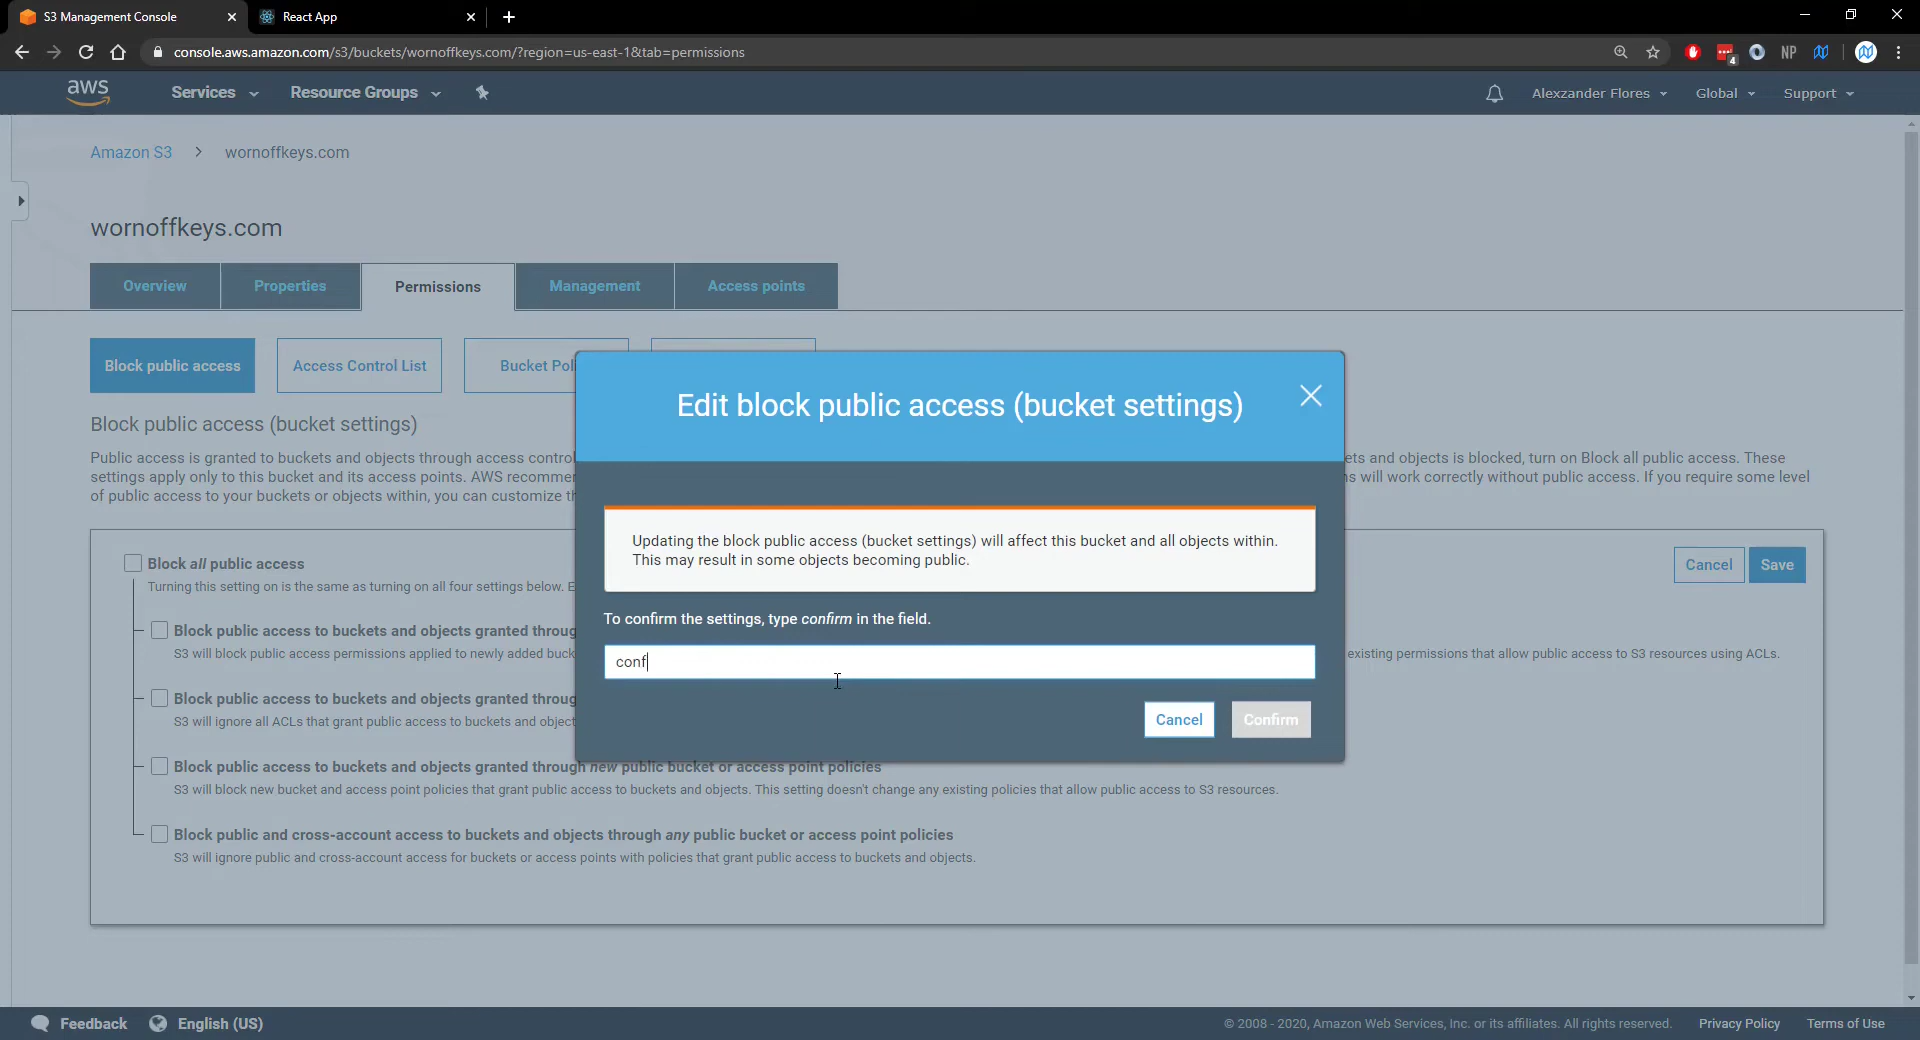 S3 Management Console
React App
console.aws.amazon.com/s3/buckets/wornoffkeys.com/?region=us-east-1&tab=permissions
4
NP
aws
Services
Resource Groups
Alexzander Flores
Global
Support
Amazon S3 > wornoffkeys.com
wornoffkeys.com
Overview
Properties
Permissions
Management
Access points
Block public access
Access Control List
Bucket Poli
Edit block public access (bucket settings)
Block public access (bucket settings)
Public access is granted to buckets and objects through access control
ets and objects is blocked, turn on Block all public access. These
settings apply only to this bucket and its access points. AWS recommen
ns will work correctly without public access. If you require some level
of public access to your buckets or objects within, you can customize th
Updating the block public access (bucket settings) will affect this bucket and all objects within.
This may result in some objects becoming public.
To confirm the settings, type confirm in the field.
conf
Cancel
Confirm
Block all public access
Turning this setting on is the same as turning on all four settings below. E
Cancel
Save
Block public access to buckets and objects granted throug
S3 will block public access permissions applied to newly added buck
existing permissions that allow public access to S3 resources using ACLs.
Block public access to buckets and objects granted throug
S3 will ignore all ACLs that grant public access to buckets and object
Block public access to buckets and objects granted through new public bucket or access point policies
S3 will block new bucket and access point policies that grant public access to buckets and objects. This setting doesn't change any existing policies that allow public access to S3 resources.
Block public and cross-account access to buckets and objects through any public bucket or access point policies
S3 will ignore public and cross-account access for buckets or access points with policies that grant public access to buckets and objects.
Feedback
English (US)
© 2008 - 2020, Amazon Web Services, Inc. or its affiliates. All rights reserved.
Privacy Policy
Terms of Use